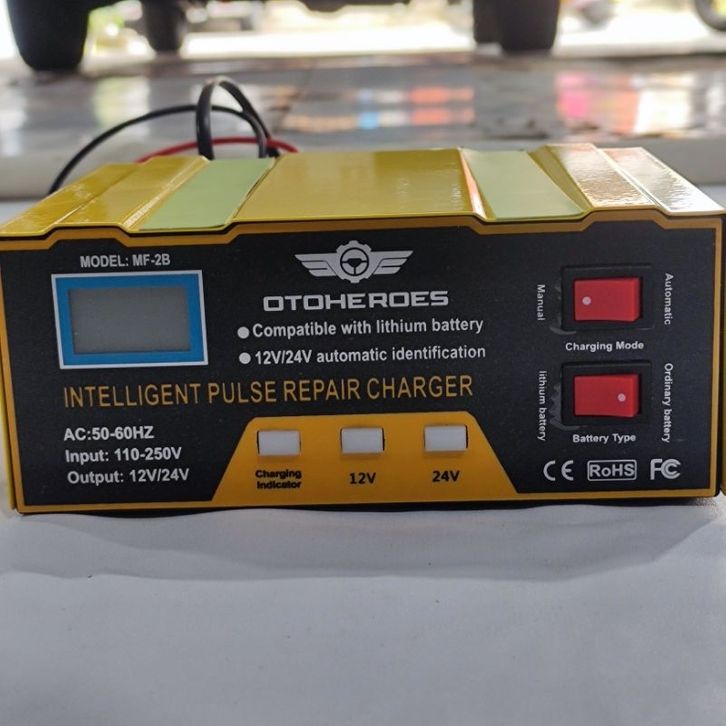 MODEL: MF-2B
OTOHEROES
Compatible with lithium battery
12V/24V automatic identification
INTELLIGENT PULSE REPAIR CHARGER
AC:50-60HZ
Input: 110-250V
Output: 12V/24V
Charging
Indicator
12V
24V
Manual
Automatic
Charging Mode
lithium battery
Ordinary battery
Battery Type
CE RoHS FC